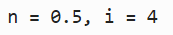 n = 0.5, i = 4